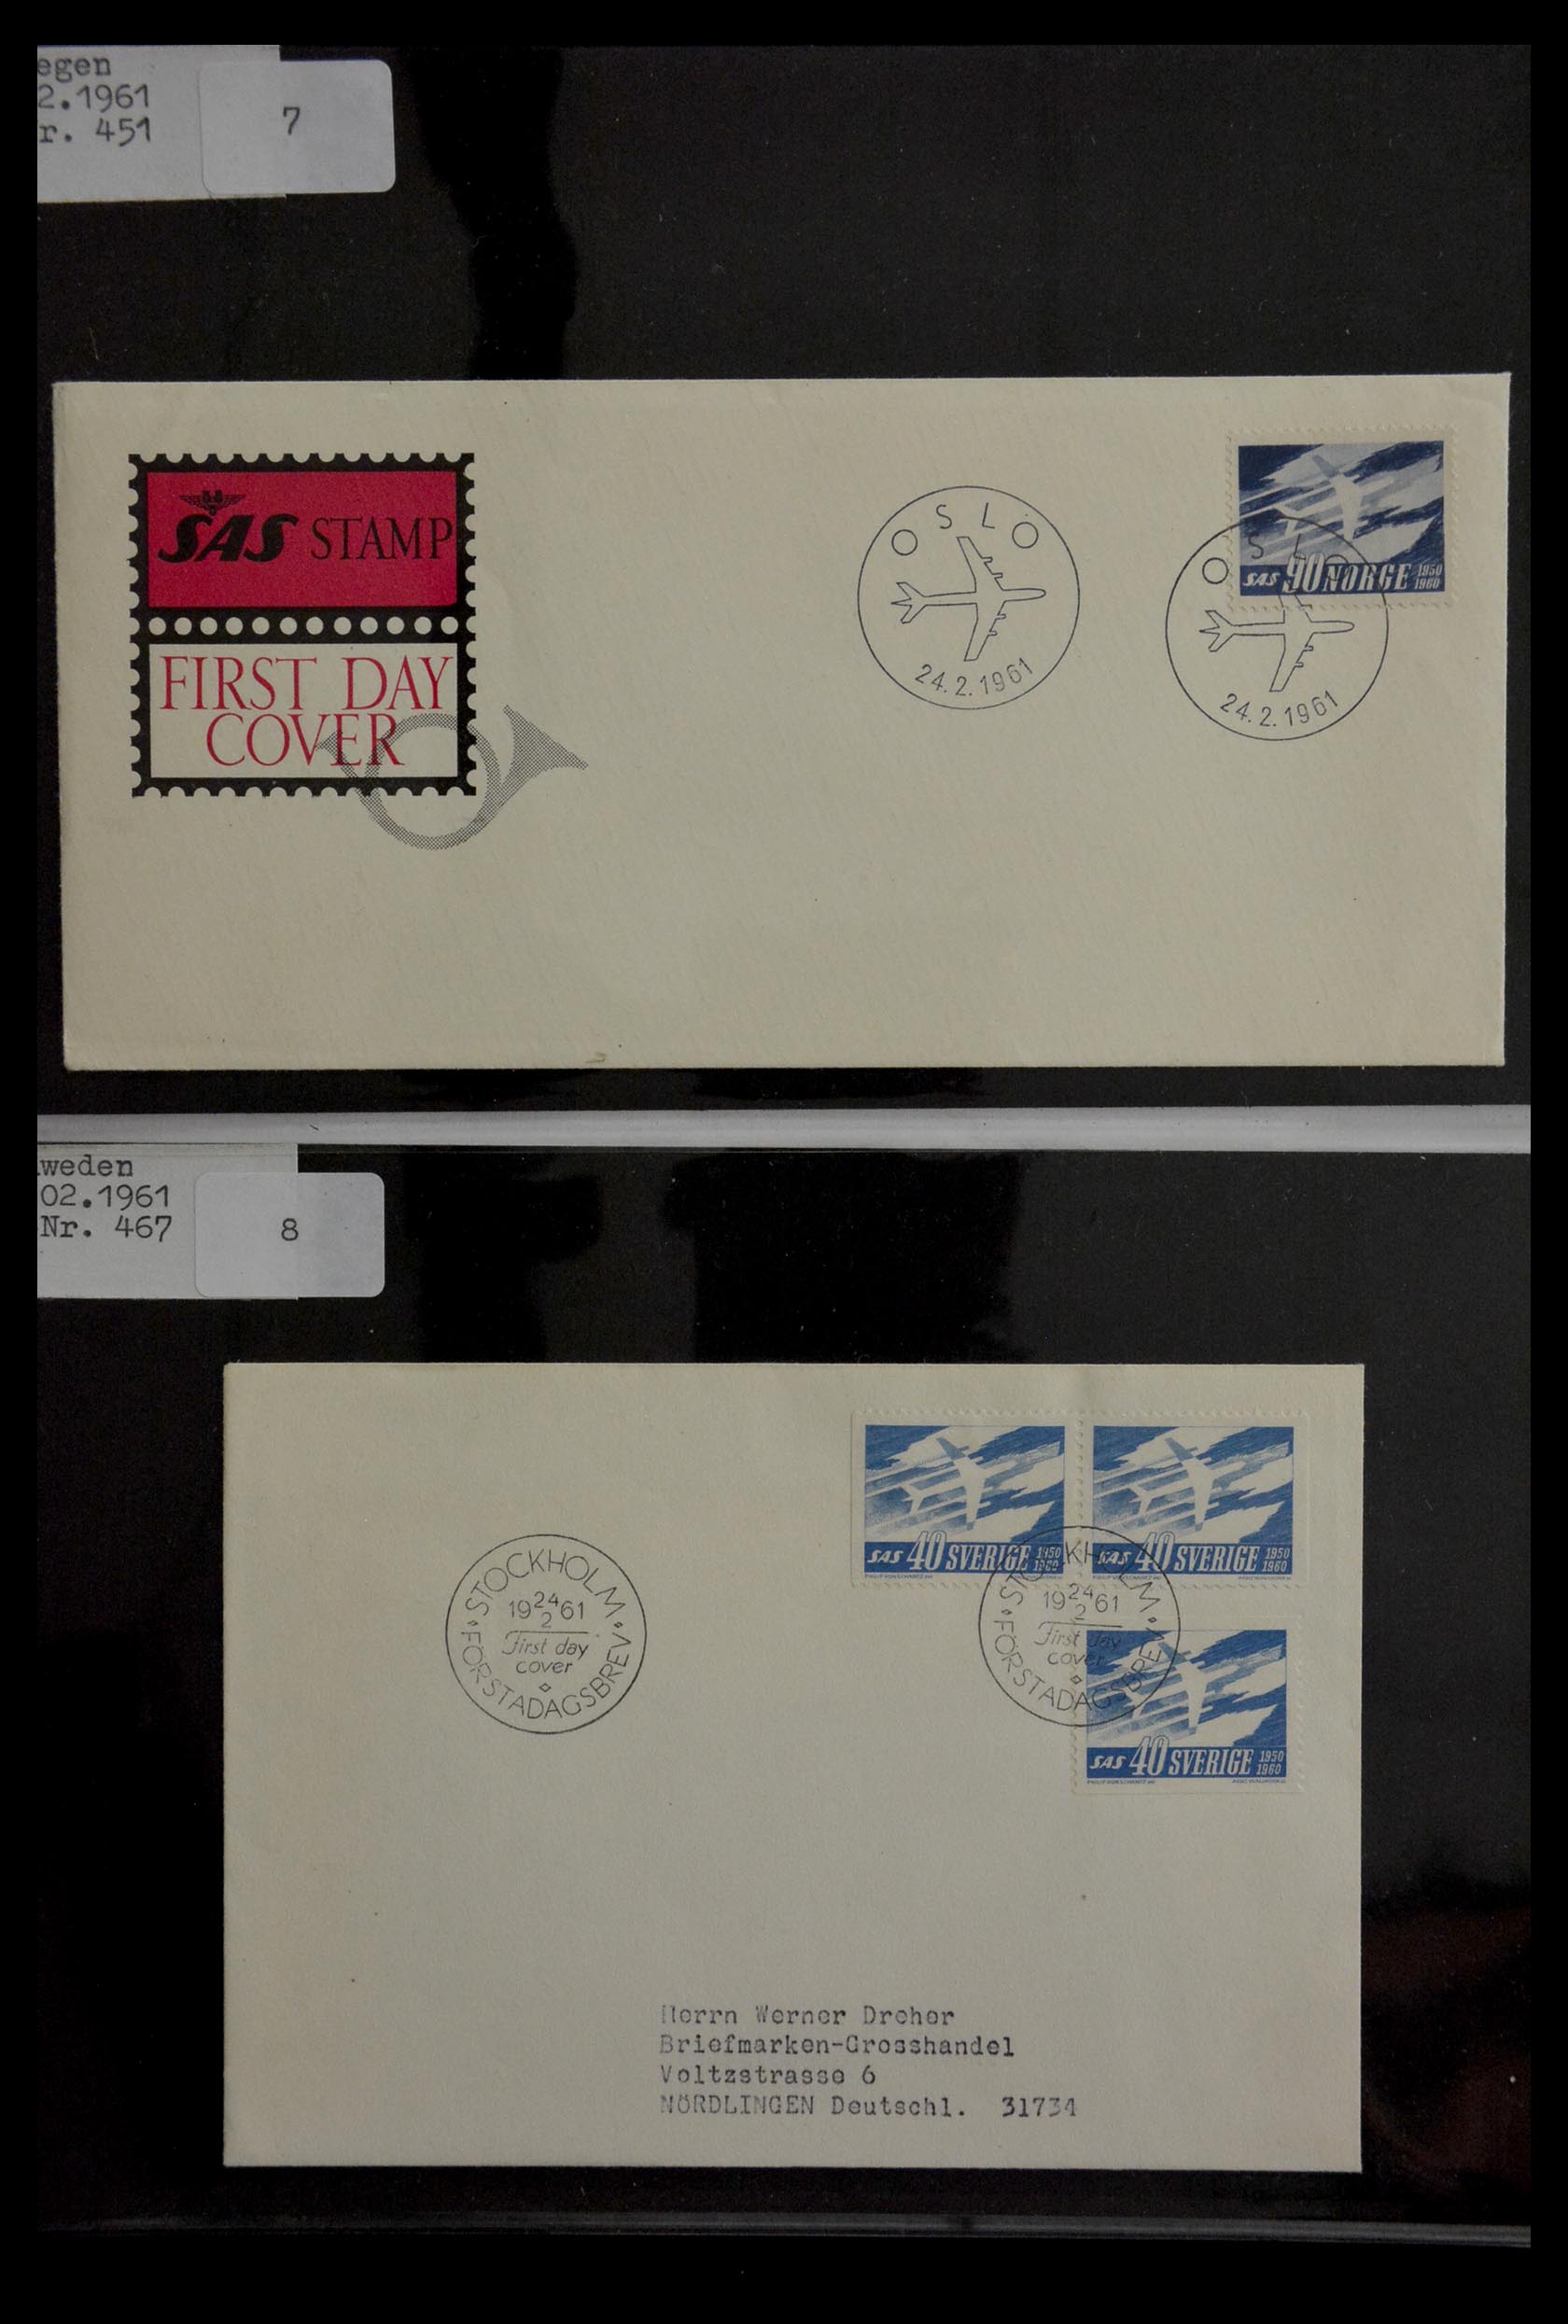 egen
2.1961
r. 451
7
SAS STAMP
FIRST DAY
COVER
OSLO
24.2.1961
OSLO
24.2.1961
SAS 90 NORGE 1950 1960
weden
02.1961
Nr. 467
8
SAS 40 SVERIGE 1950 1960
SAS 40 SVERIGE 1950 1960
STOCKHOLM
19 24/2 61
First day
cover
FÖRSTADAGSBREV
STOCKHOLM
19 24/2 61
First day
cover
FÖRSTADAGSBREV
SAS 40 SVERIGE 1950 1960
Herrn Werner Dreher
Briefmarken-Grosshandel
Voltzstrasse 6
NÖRDLINGEN Deutschl. 31734